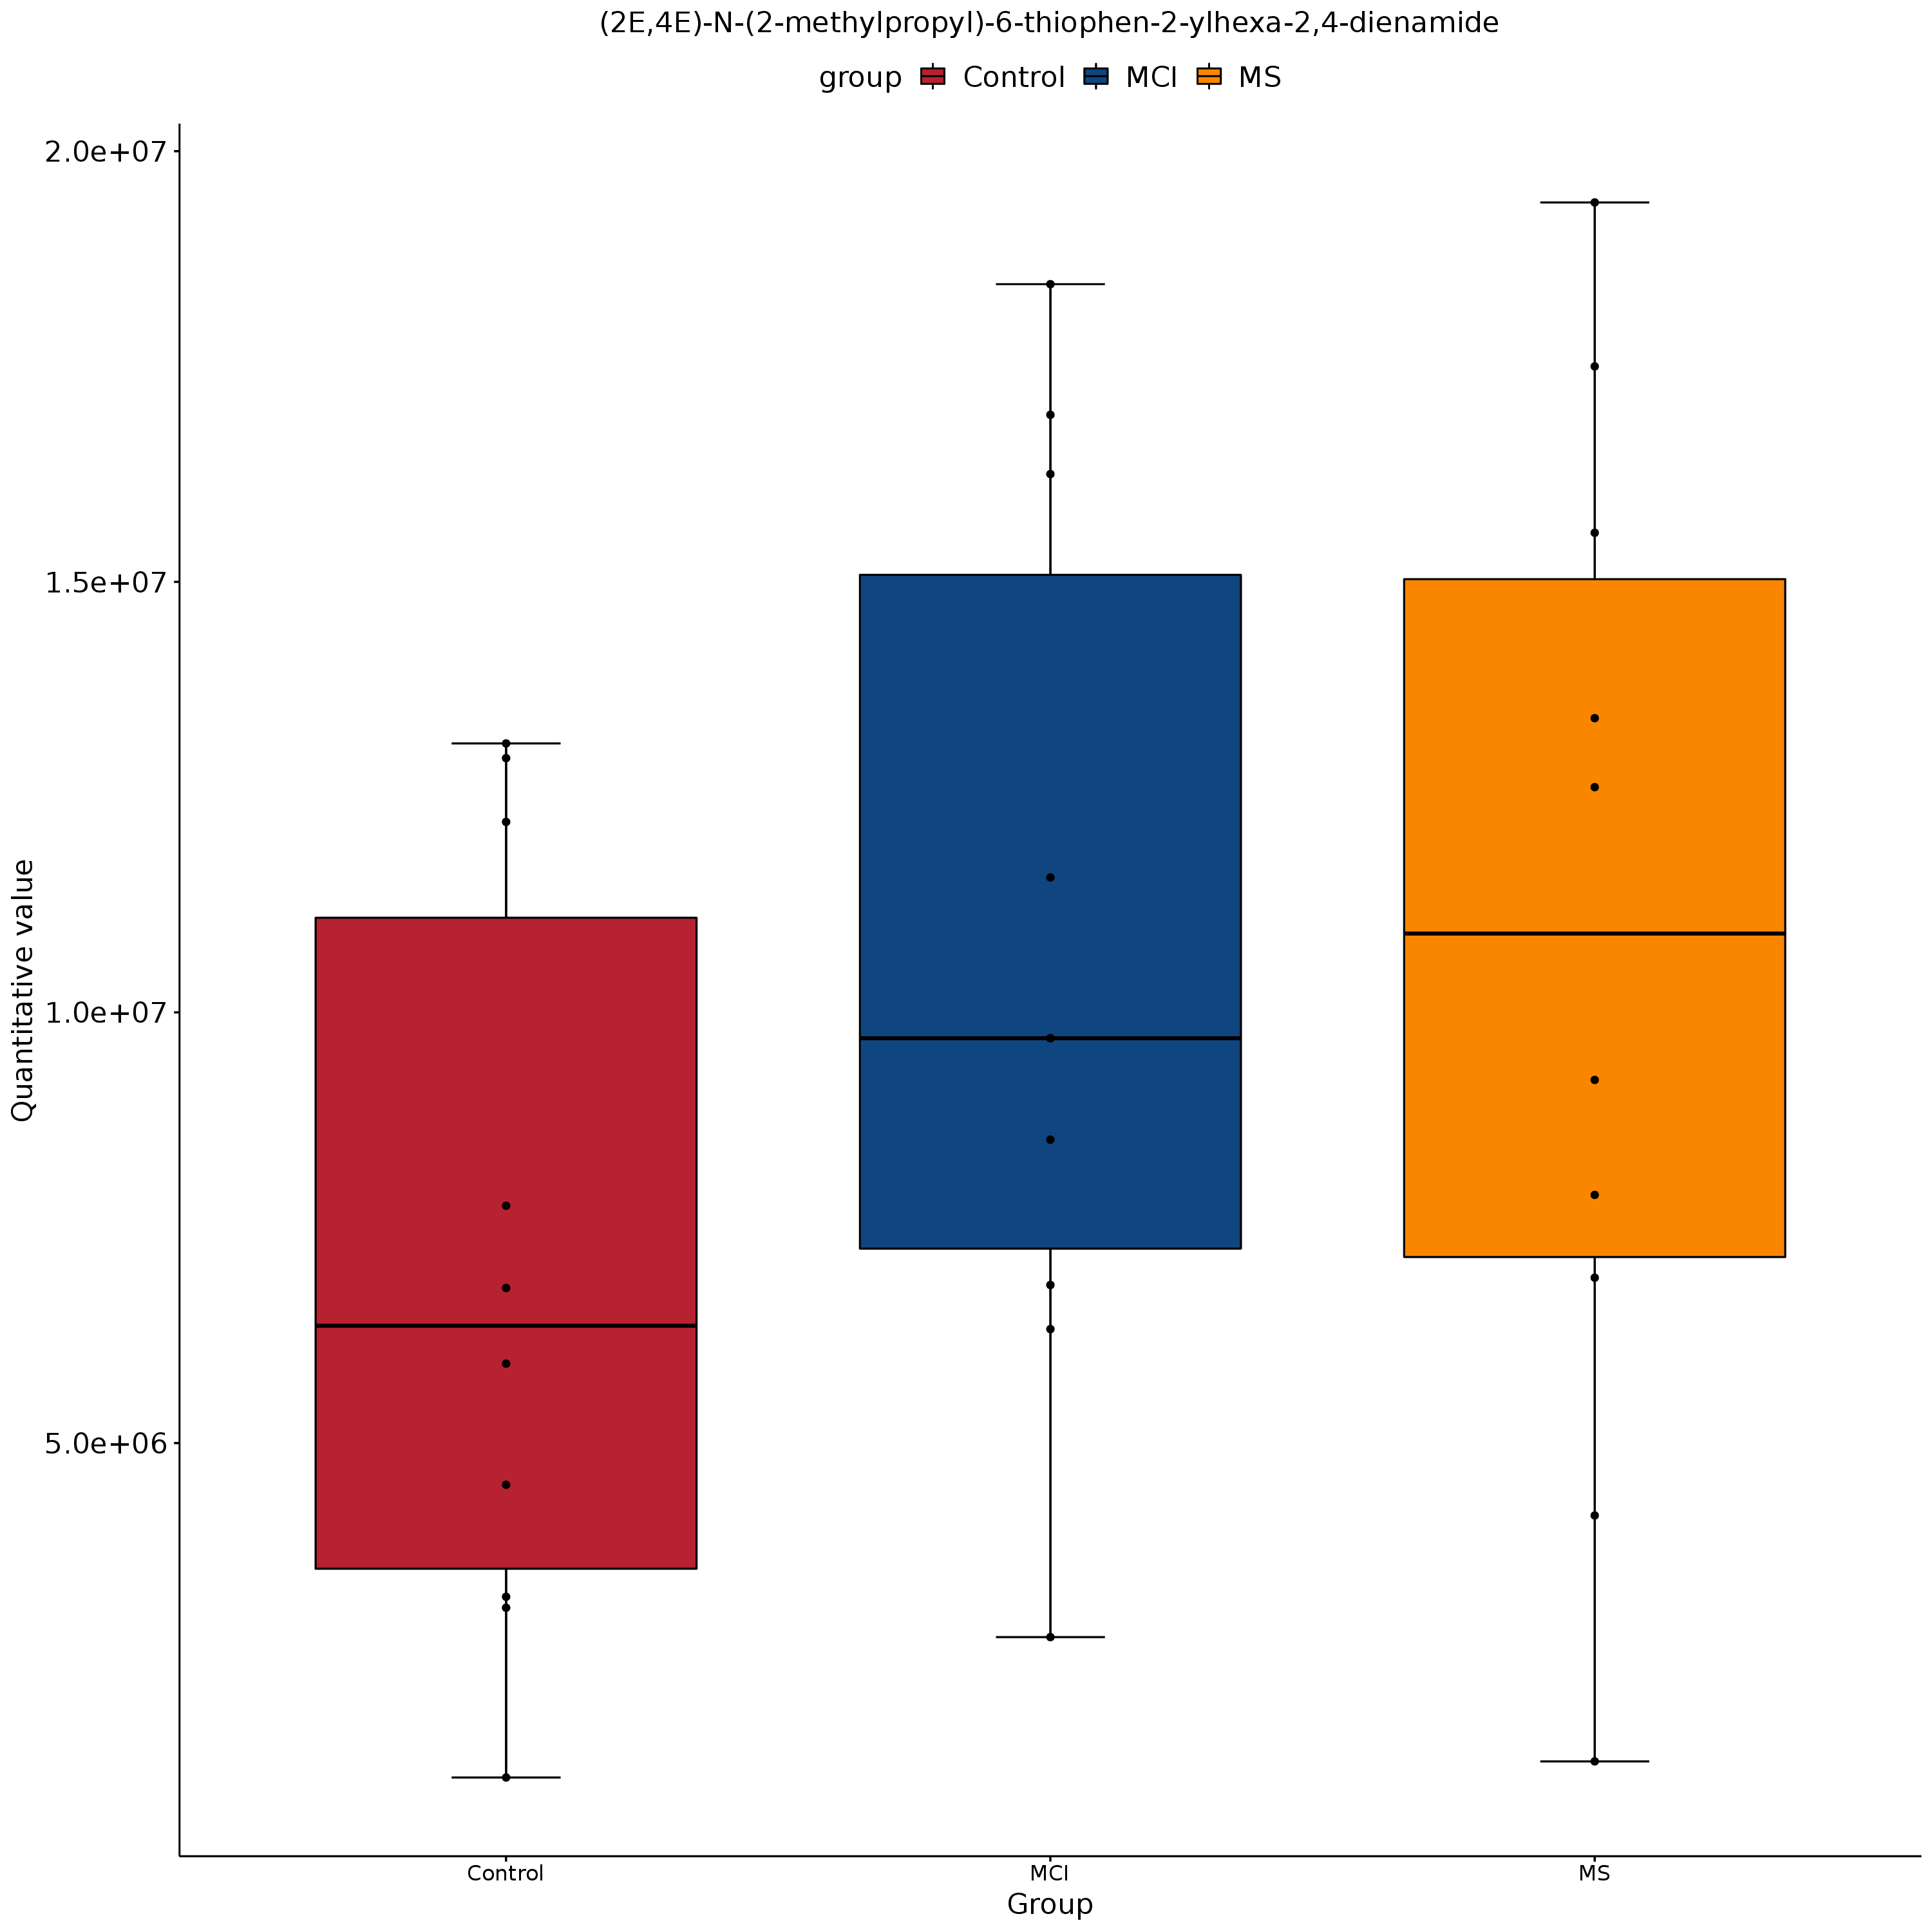 (2E,4E)-N-(2-methylpropyl)-6-thiophen-2-ylhexa-2,4-dienamide
group Control MCI MS
2.0e+07
1.5e+07
1.0e+07
5.0e+06
Quantitative value
Control MCI MS
Group